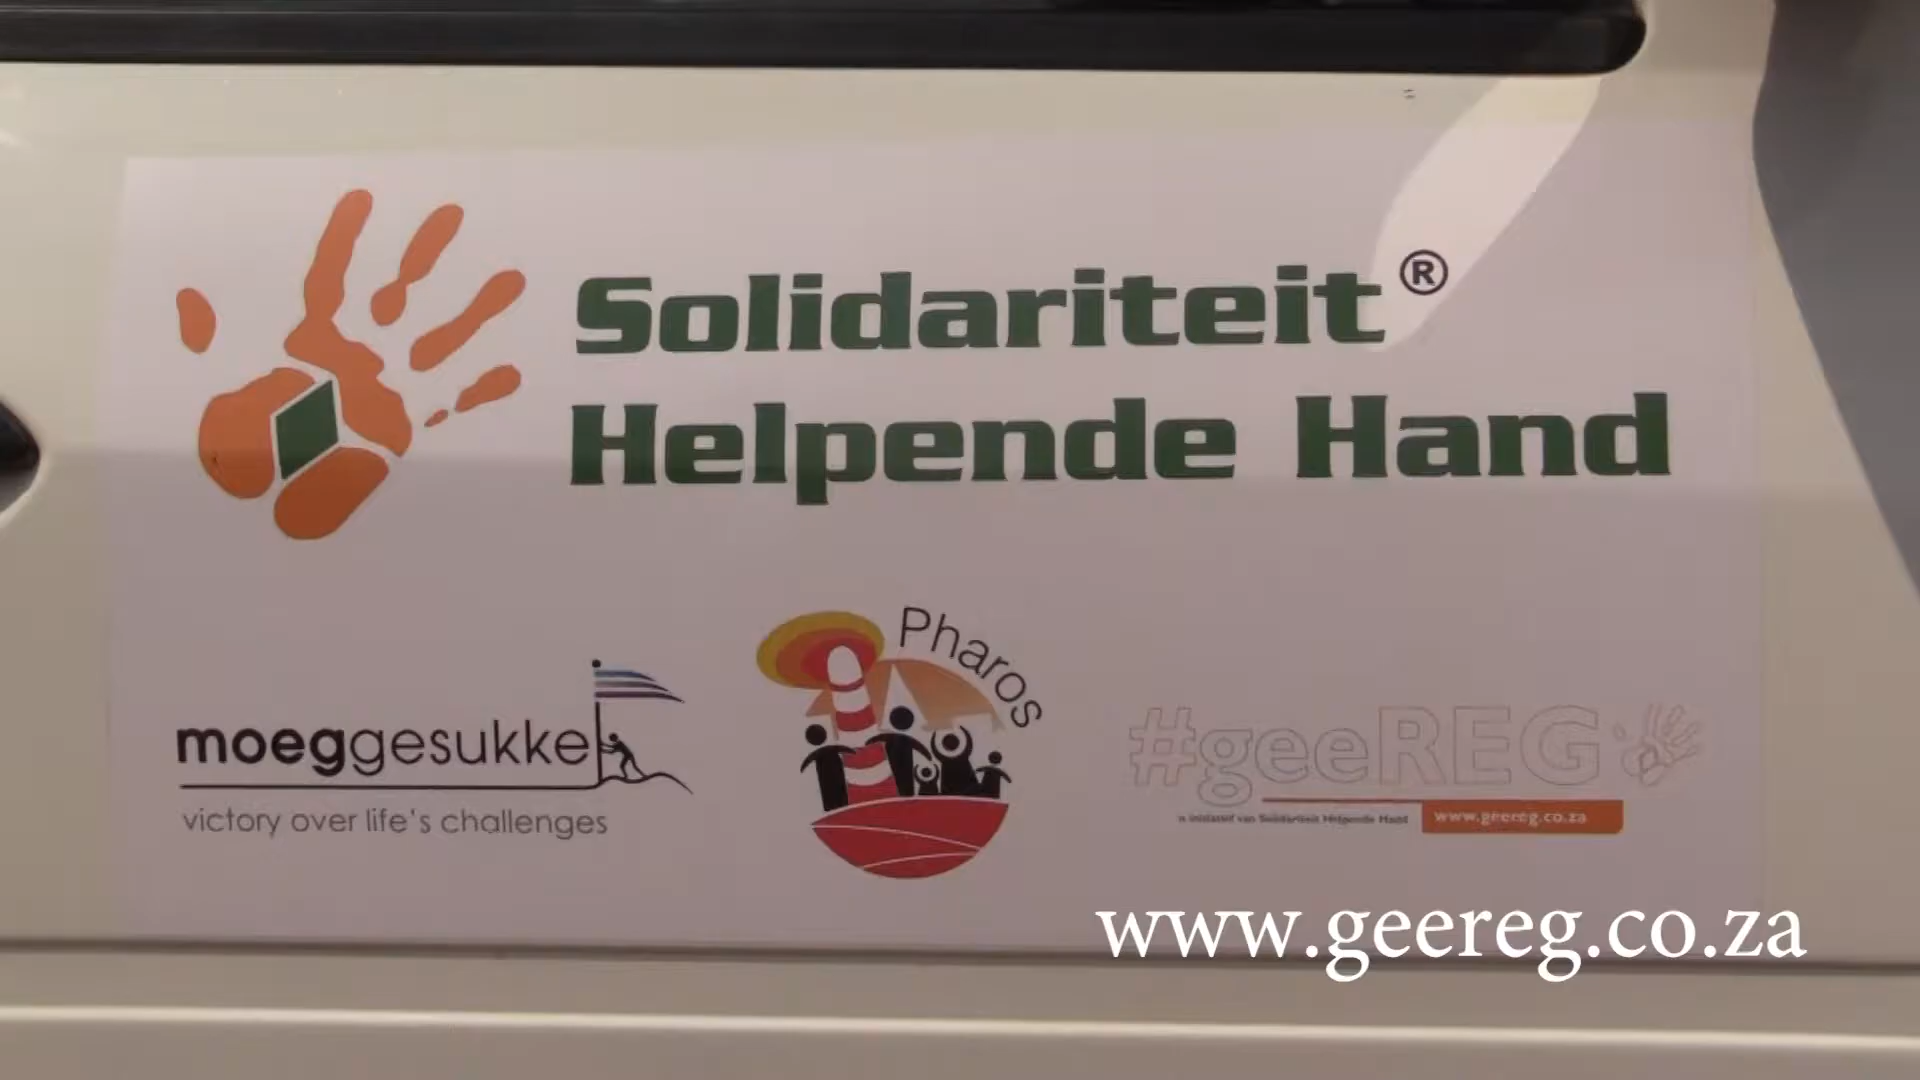 Solidariteit ®
Helpende Hand
moeggesukkel
victory over life's challenges
Pharos
#geeREG
'n inisiatief van Solidariteit Helpende Hand
www.geereg.co.za
www.geereg.co.za